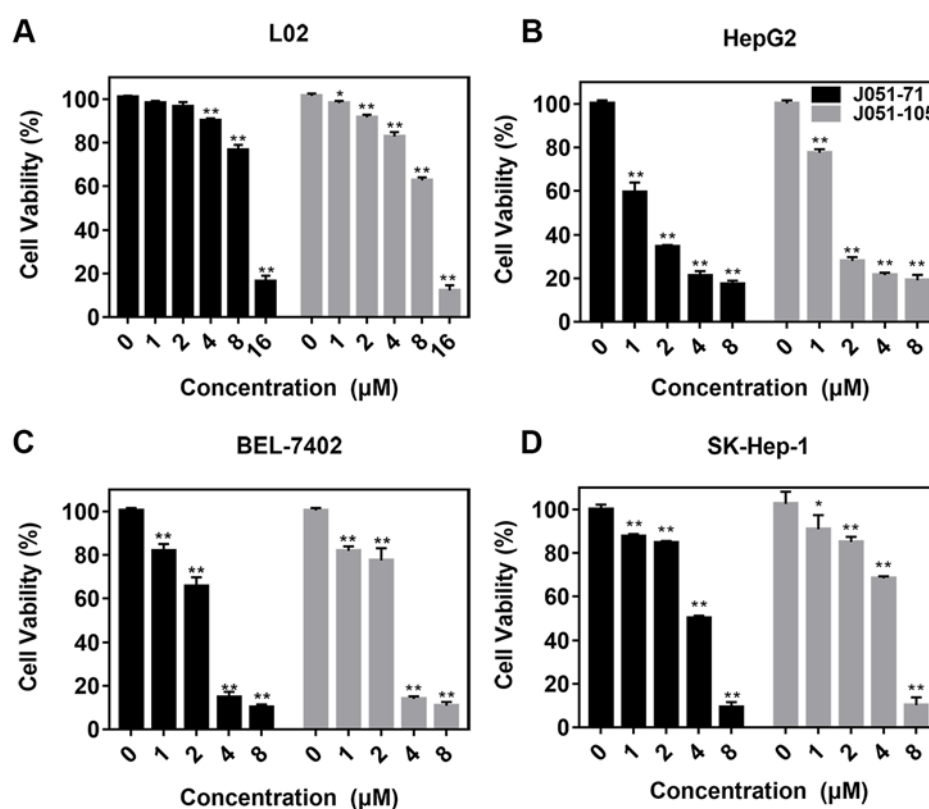 A
L02
Cell Vability (%)
100
80
60
40
20
0
*
**
**
**
**
**
**
**
**
0 1 2 4 8 16 0 1 2 4 8 16
Concentration (μM)
B
HepG2
J051-71
J051-105
Cell Vability (%)
100
80
60
40
20
0
**
**
**
**
**
**
**
**
0 1 2 4 8 0 1 2 4 8
Concentration (μM)
C
BEL-7402
Cell Vability (%)
100
80
60
40
20
0
**
**
**
**
**
**
**
**
0 1 2 4 8 0 1 2 4 8
Concentration (μM)
D
SK-Hep-1
Cell Vability (%)
100
80
60
40
20
0
**
**
**
**
*
**
**
**
0 1 2 4 8 0 1 2 4 8
Concentration (μM)